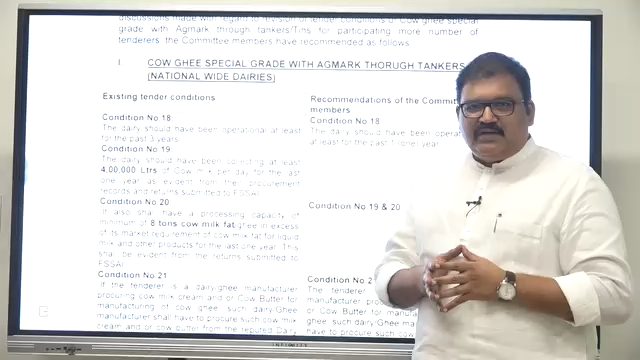 discussions made with regard to revision of tender conditions of Cow ghee special
grade with Agmark through tankers/Tins for participating more number of
tenderers the Committee members have recommended as follows
I. COW GHEE SPECIAL GRADE WITH AGMARK THORUGH TANKERS
(NATIONAL WIDE DAIRIES)
Existing tender conditions
Condition No.18:
The dairy should have been operational at least
for the past 3 years
Condition No.19
The dairy should have been collecting at least
4,00,000 Ltrs of Cow milk per day for the last
one year as evident from the procurement
records and returns submitted to FSSAI
Condition No.20
It also shall have a processing capacity of
minimum of 8 tons cow milk fat/ghee in excess
of its market requirement of cow milk fat for liquid
milk and other products for the last one year. This
shall be evident from the returns submitted to
FSSAI
Condition No.21
If the tenderer is a dairy/ghee manufacturer
procuring cow milk cream and/or Cow Butter for
manufacturing of cow ghee such dairy/Ghee
manufacturer shall have to procure such cow milk
cream and/or cow butter from the reputed Dairy
Recommendations of the Committ
members
Condition No 18
The dairy should have been opera
at least for the past 1 (one) year
Condition No 19 & 20
Condition No 2
The tenderer
manufacturer proc
or Cow Butter for
ghee such dairy/Ghee ma
have to procure such cow